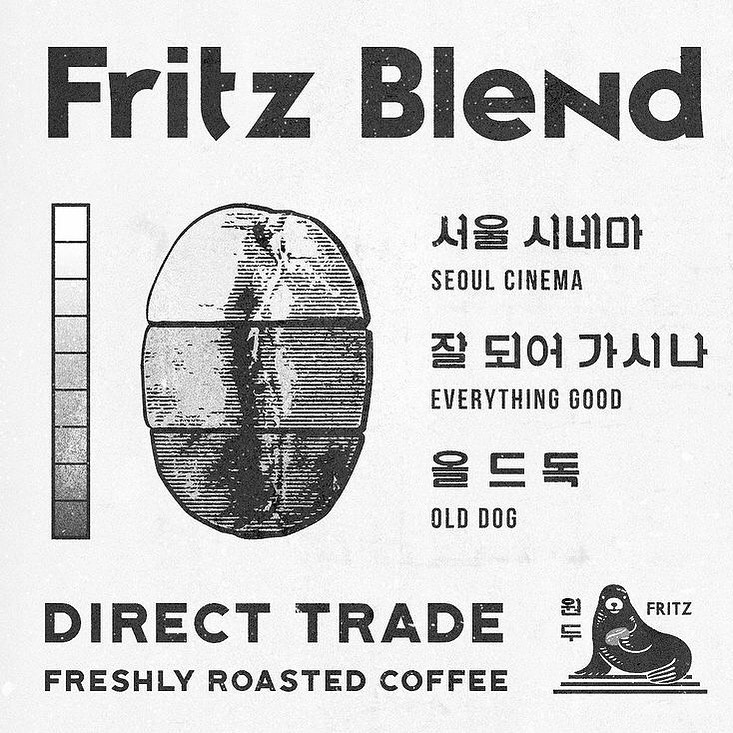 Fritz Blend
서울 시네마
SEOUL CINEMA
잘 되어 가시나
EVERYTHING GOOD
올드독
OLD DOG
DIRECT TRADE
FRESHLY ROASTED COFFEE
원두
FRITZ